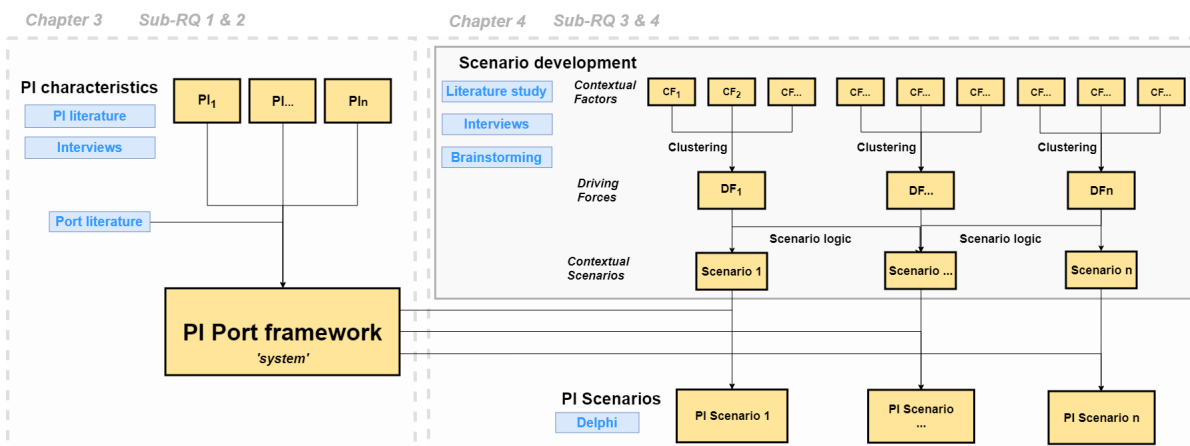 Chapter 3 Sub-RQ 1 & 2
PI characteristics
PI literature
Interviews
PI1
PI...
PIn
Port literature
PI Port framework
'system'
Chapter 4 Sub-RQ 3 & 4
Scenario development
Literature study
Interviews
Brainstorming
Contextual
Factors
CF1
CF2
CF...
CF...
CF...
CF...
CF...
CF...
CF...
Clustering
Clustering
Clustering
Driving
Forces
DF1
DF...
DFn
Scenario logic
Scenario logic
Contextual
Scenarios
Scenario 1
Scenario ...
Scenario n
PI Scenarios
Delphi
PI Scenario 1
PI Scenario
...
PI Scenario n